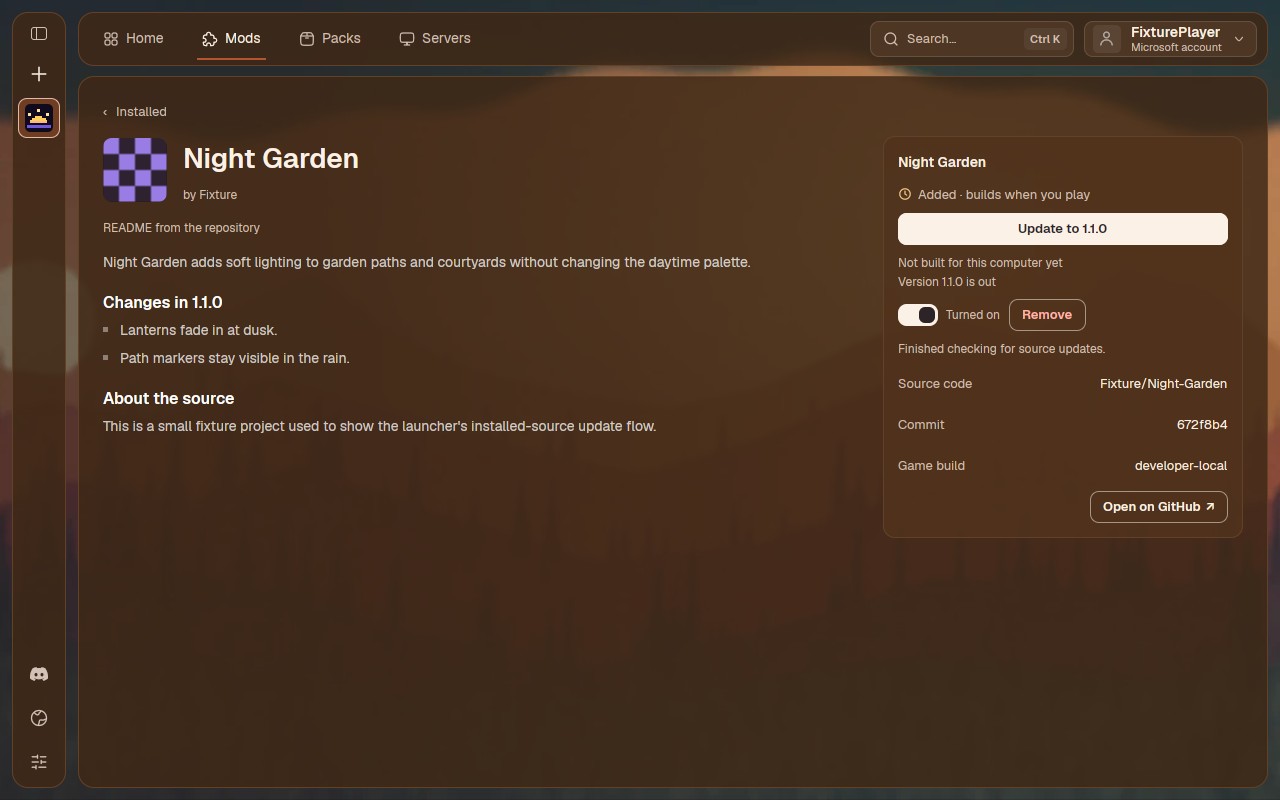 Home
Mods
Packs
Servers
Search...
Ctrl K
FixturePlayer
Microsoft account
‹ Installed
Night Garden
by Fixture
README from the repository
Night Garden adds soft lighting to garden paths and courtyards without changing the daytime palette.
Changes in 1.1.0
Lanterns fade in at dusk.
Path markers stay visible in the rain.
About the source
This is a small fixture project used to show the launcher's installed-source update flow.
Night Garden
Added · builds when you play
Update to 1.1.0
Not built for this computer yet
Version 1.1.0 is out
Turned on
Remove
Finished checking for source updates.
Source code Fixture/Night-Garden
Commit 672f8b4
Game build developer-local
Open on GitHub ↗